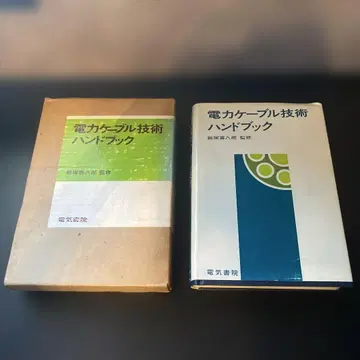 電力ケーブル技術
ハンドブック
飯塚喜八郎 監修
電気書院
電力ケーブル技術
ハンドブック
飯塚喜八郎 監修
電気書院